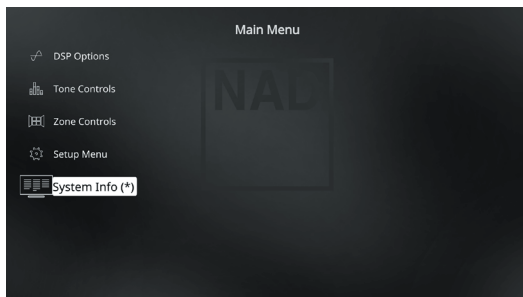 Main Menu
NAD
DSP Options
Tone Controls
Zone Controls
Setup Menu
System Info (*)